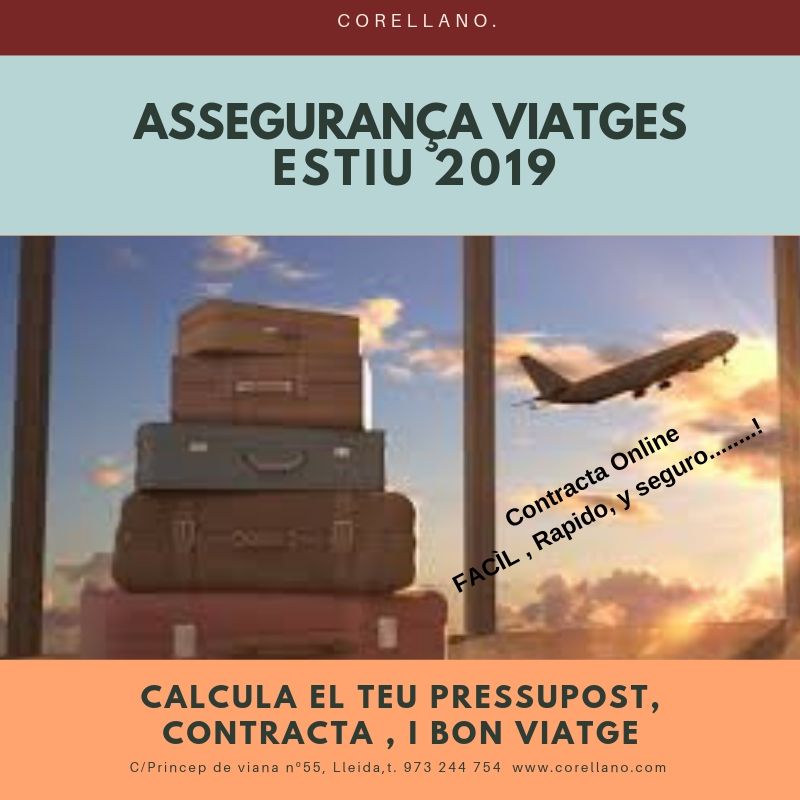 CORELLANO.
ASSEGURANÇA VIATGES
ESTIU 2019
Contracta Online
FACÌL , Rapido, y seguro........!
CALCULA EL TEU PRESSUPOST,
CONTRACTA , I BON VIATGE
C/Princep de viana nº55, Lleida,t. 973 244 754 www.corellano.com